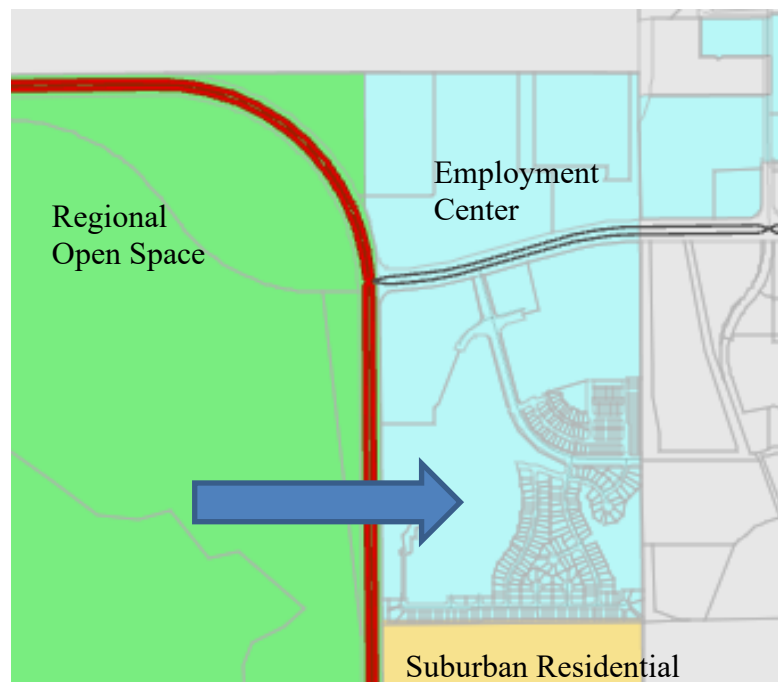 Employment
Center
Regional
Open Space
Suburban Residential